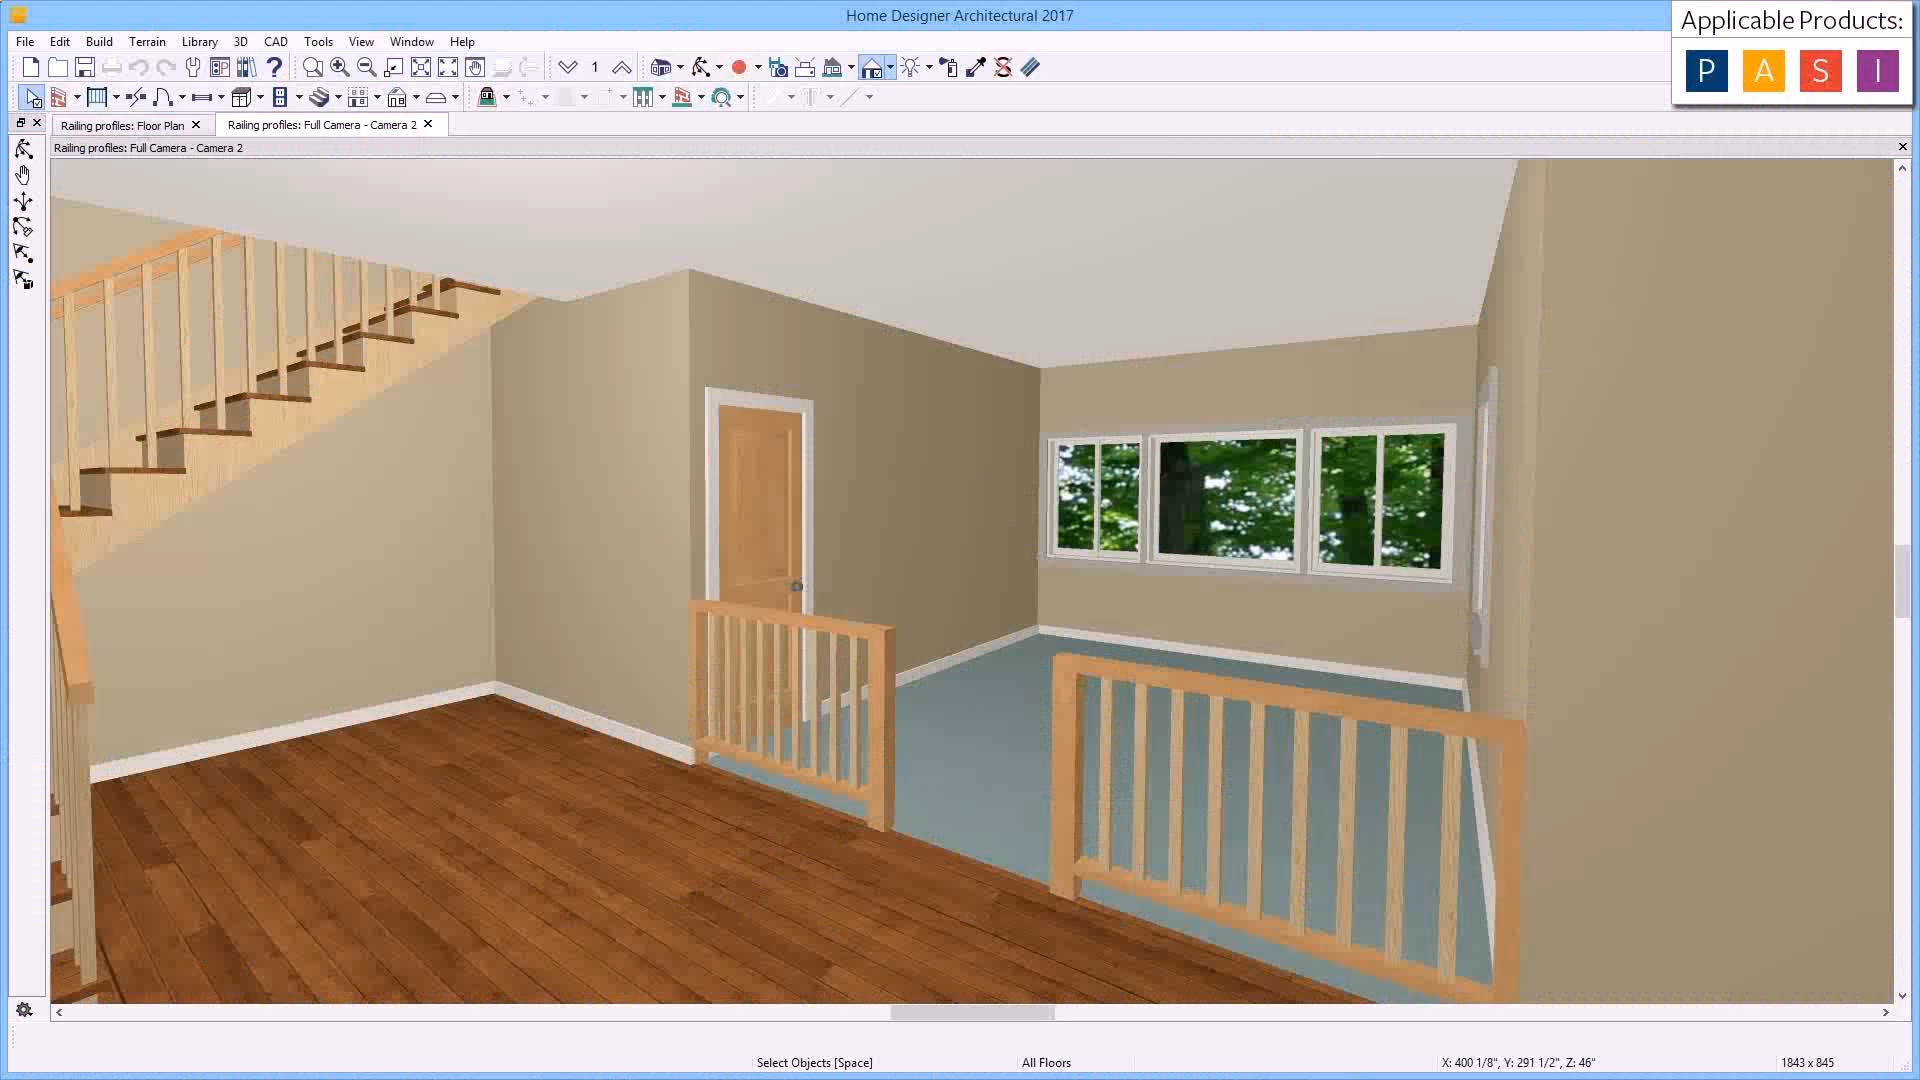 Home Designer Architectural 2017
Applicable Products:
P A S I
File Edit Build Terrain Library 3D CAD Tools View Window Help
1
Railing profiles: Floor Plan Railing profiles: Full Camera - Camera 2
Railing profiles: Full Camera - Camera 2
Select Objects [Space] All Floors X: 400 1/8", Y: 291 1/2", Z: 46" 1843 x 845